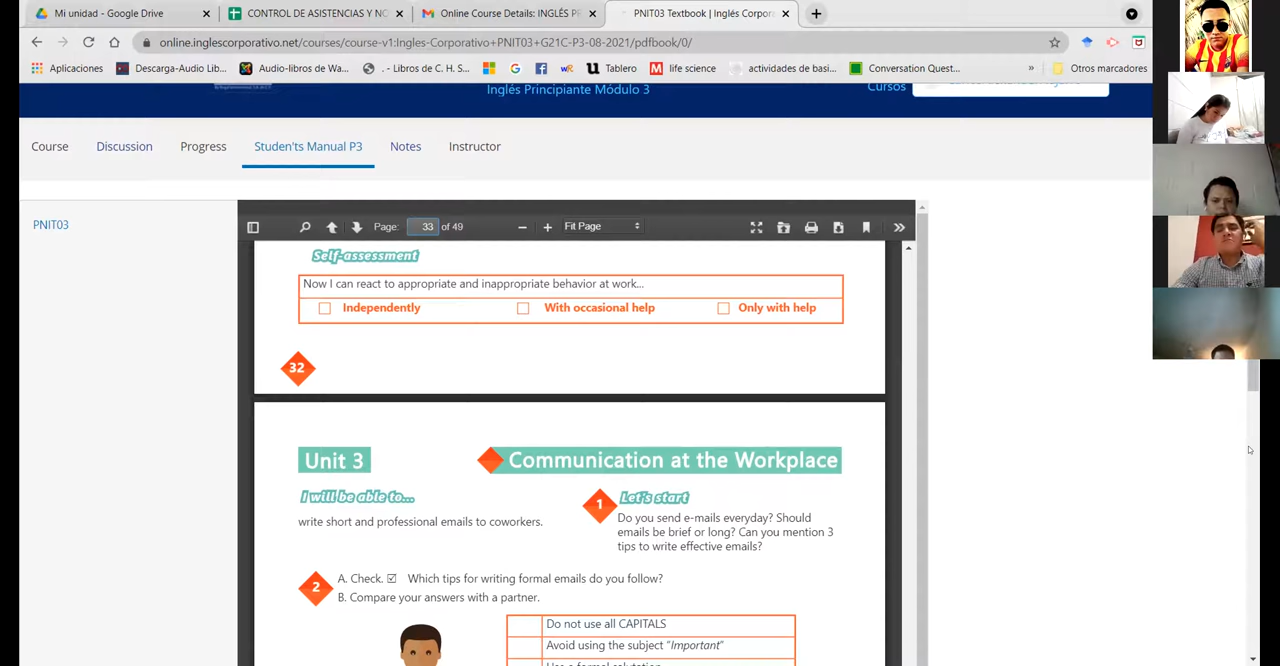 Mi unidad - Google Drive
CONTROL DE ASISTENCIAS Y NO
Online Course Details: INGLÉS PR
PNIT03 Textbook | Inglés Corpora
online.inglescorporativo.net/courses/course-v1:Ingles-Corporativo+PNIT03+G21C-P3-08-2021/pdfbook/0/
Aplicaciones
Descarga-Audio Lib...
Audio-libros de Wa...
. - Libros de C. H. S...
Tablero
life science
actividades de basi...
Conversation Quest...
»
Otros marcadores
Inglés Principiante Módulo 3
Cursos
Course
Discussion
Progress
Studen'ts Manual P3
Notes
Instructor
PNIT03
Page: 33 of 49
Fit Page
Self-assessment
Now I can react to appropriate and inappropriate behavior at work...
Independently
With occasional help
Only with help
32
Unit 3
Communication at the Workplace
I will be able to...
write short and professional emails to coworkers.
1
Let's start
Do you send e-mails everyday? Should
emails be brief or long? Can you mention 3
tips to write effective emails?
2
A. Check. ☑ Which tips for writing formal emails do you follow?
B. Compare your answers with a partner.
Do not use all CAPITALS
Avoid using the subject "Important"
Use a formal salutation